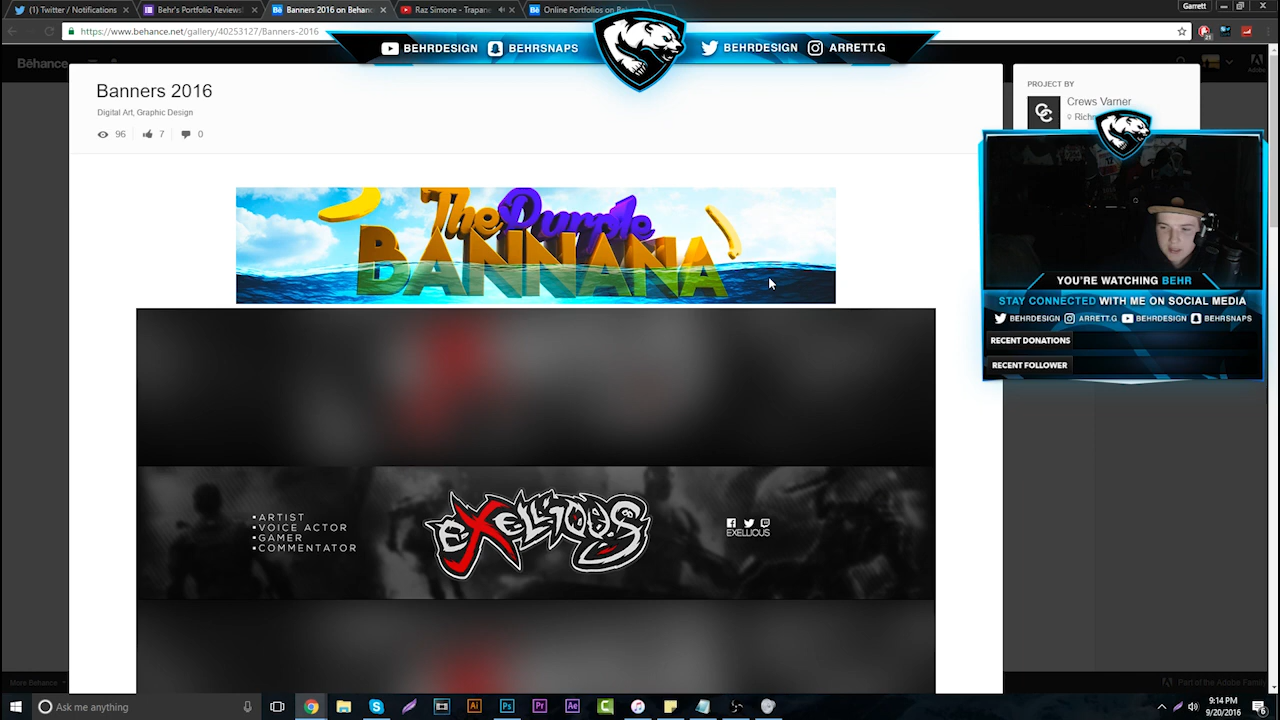 (1) Twitter / Notifications
Behr's Portfolio Reviews!
Banners 2016 on Behanc
Raz Simone - Trapane
Online Portfolios on Be
Garrett
https://www.behance.net/gallery/40253127/Banners-2016
BEHRDESIGN
BEHRSNAPS
BEHRDESIGN
ARRETT.G
Bēhance
Adobe
Banners 2016
Digital Art, Graphic Design
96
7
0
PROJECT BY
Crews Varner
The Purple
BANNANA
YOU'RE WATCHING BEHR
STAY CONNECTED WITH ME ON SOCIAL MEDIA
BEHRDESIGN ARRETT.G BEHRDESIGN BEHRSNAPS
RECENT DONATIONS
RECENT FOLLOWER
▪ARTIST
▪VOICE ACTOR
▪GAMER
▪COMMENTATOR
EXELLIOUS
EXELLIOUS
More Behance
Part of the Adobe Family
Ask me anything
9:14 PM
9/20/2016